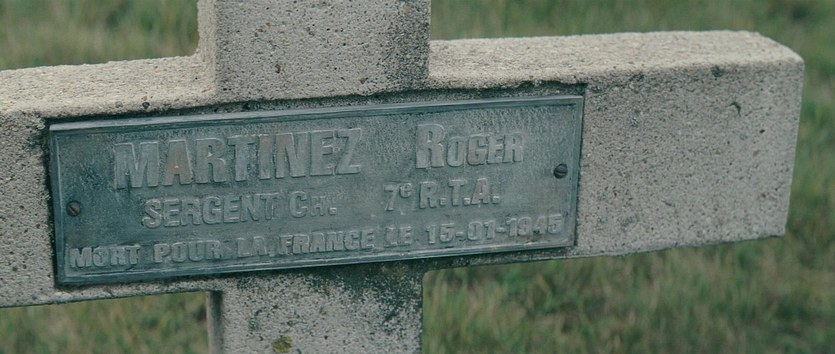 MARTINEZ ROGER
SERGENT CH. 7e R.T.A.
MORT POUR LA FRANCE LE 15-01-1945